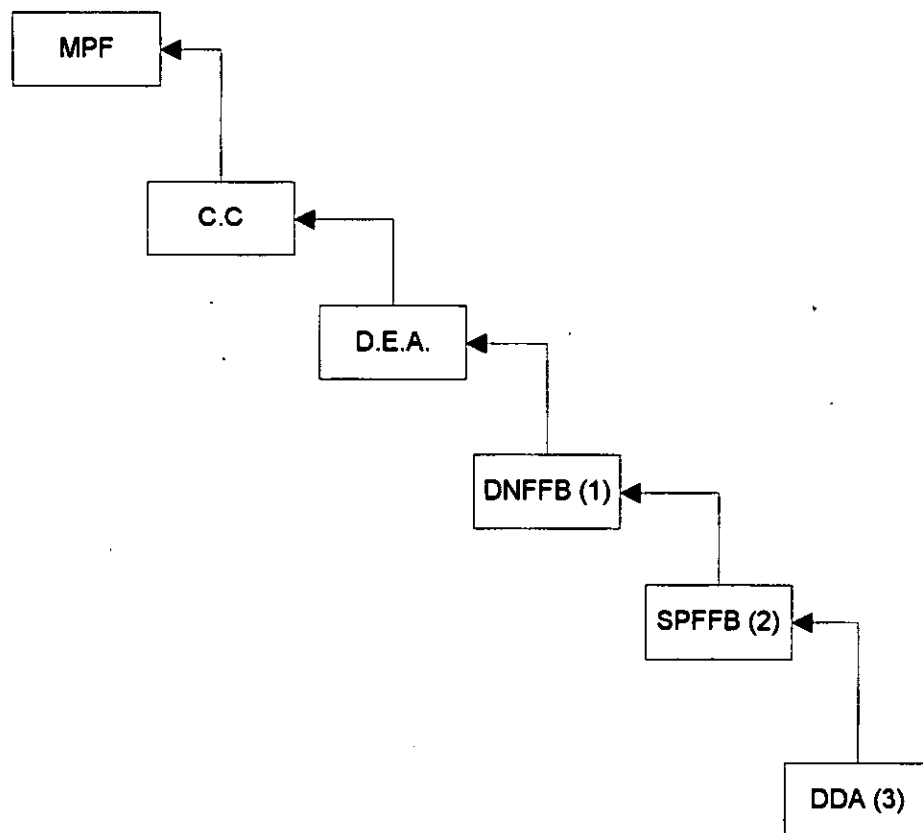 MPF
C.C
D.E.A.
DNFFB (1)
SPFFB (2)
DDA (3)